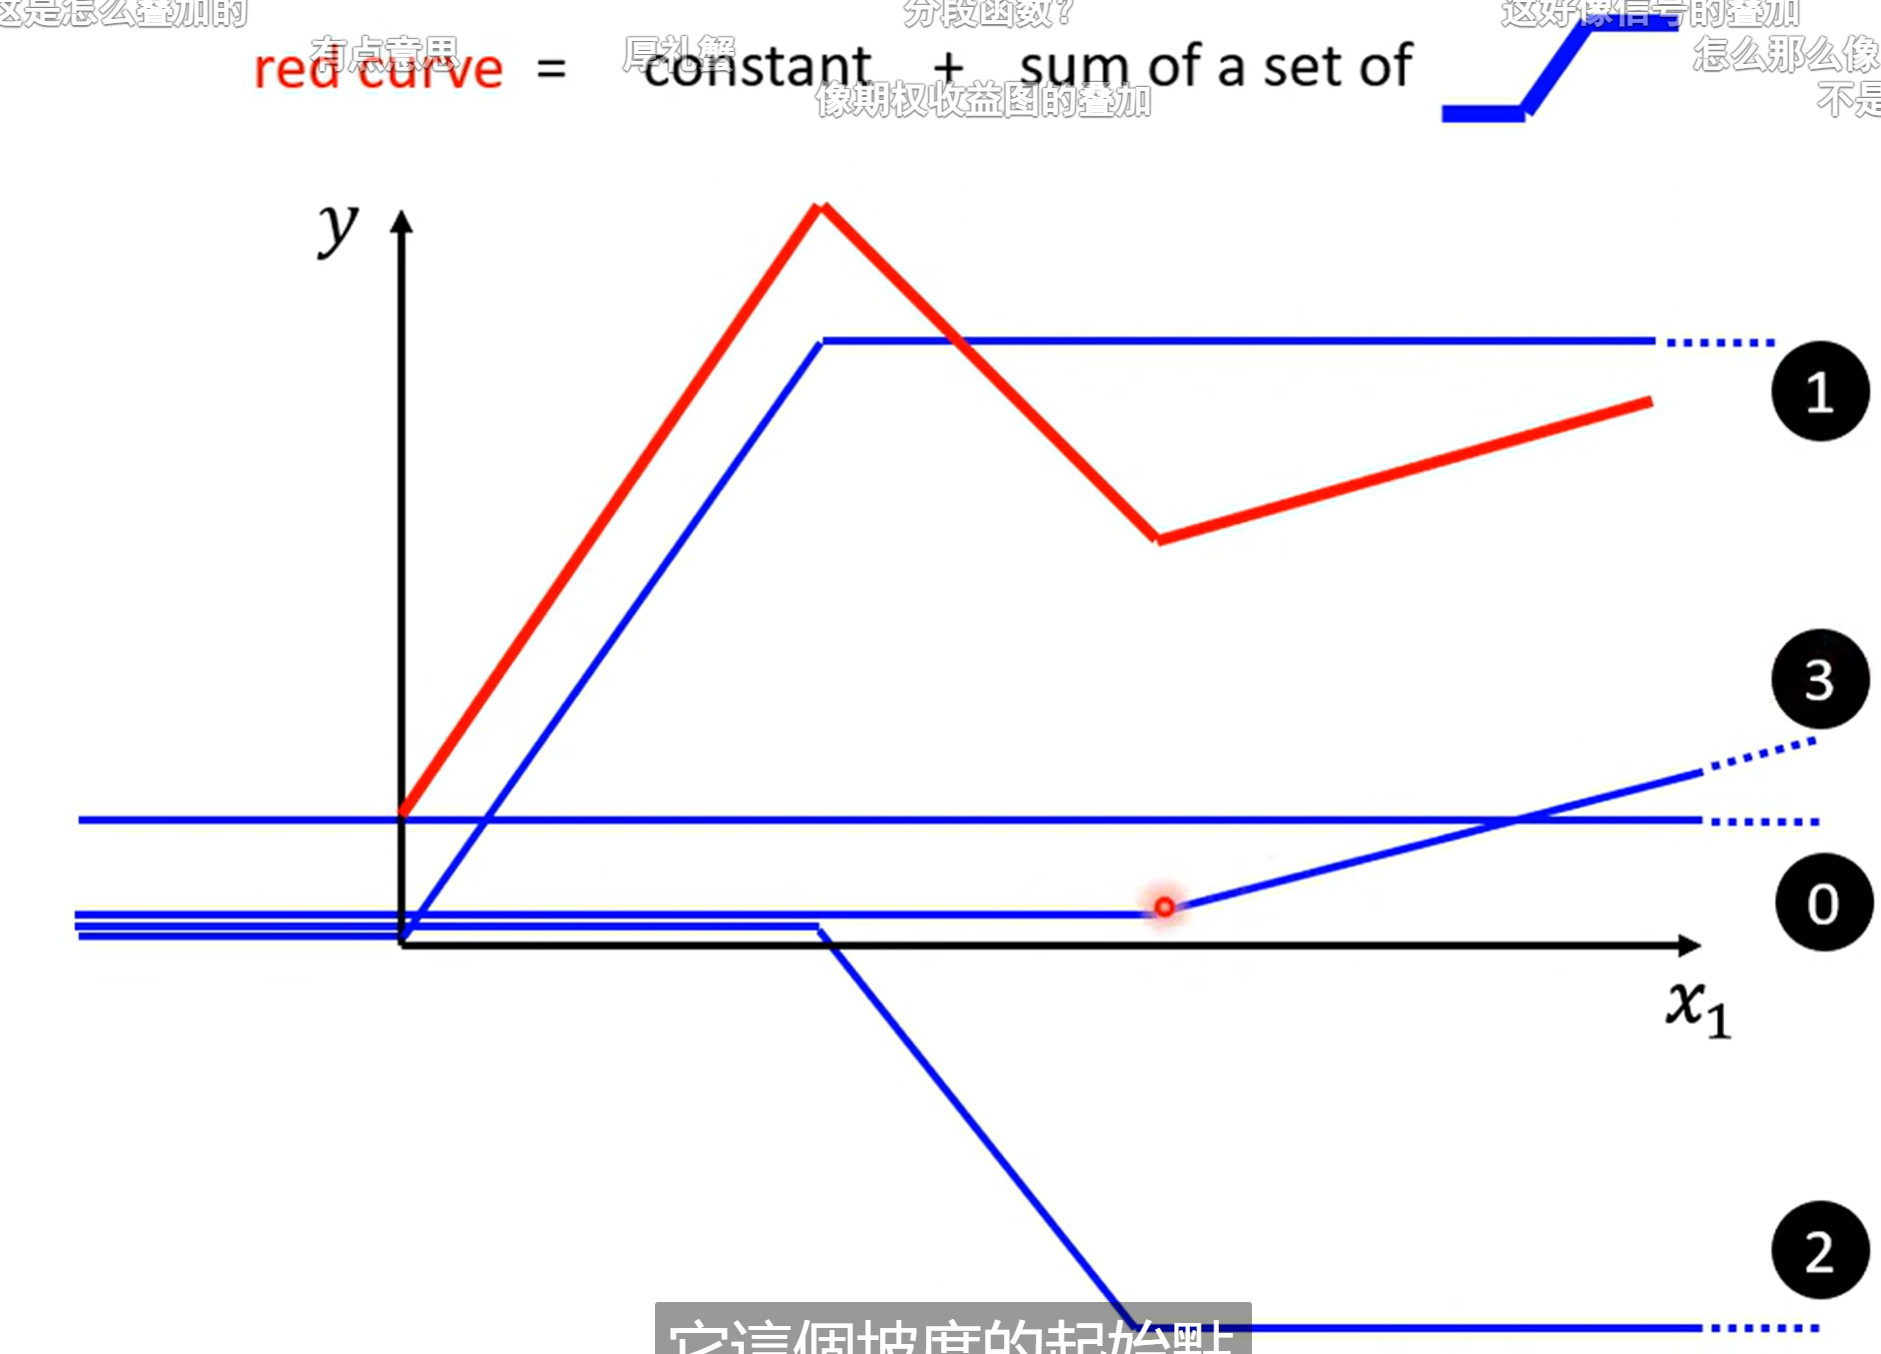 这是怎么叠加的
分段函数?
这好像信号的叠加
有点意思
厚礼蟹
怎么那么像
red curve = constant + sum of a set of
像期权收益图的叠加
不是
y
1
3
0
x₁
2
它這個坡度的起始點